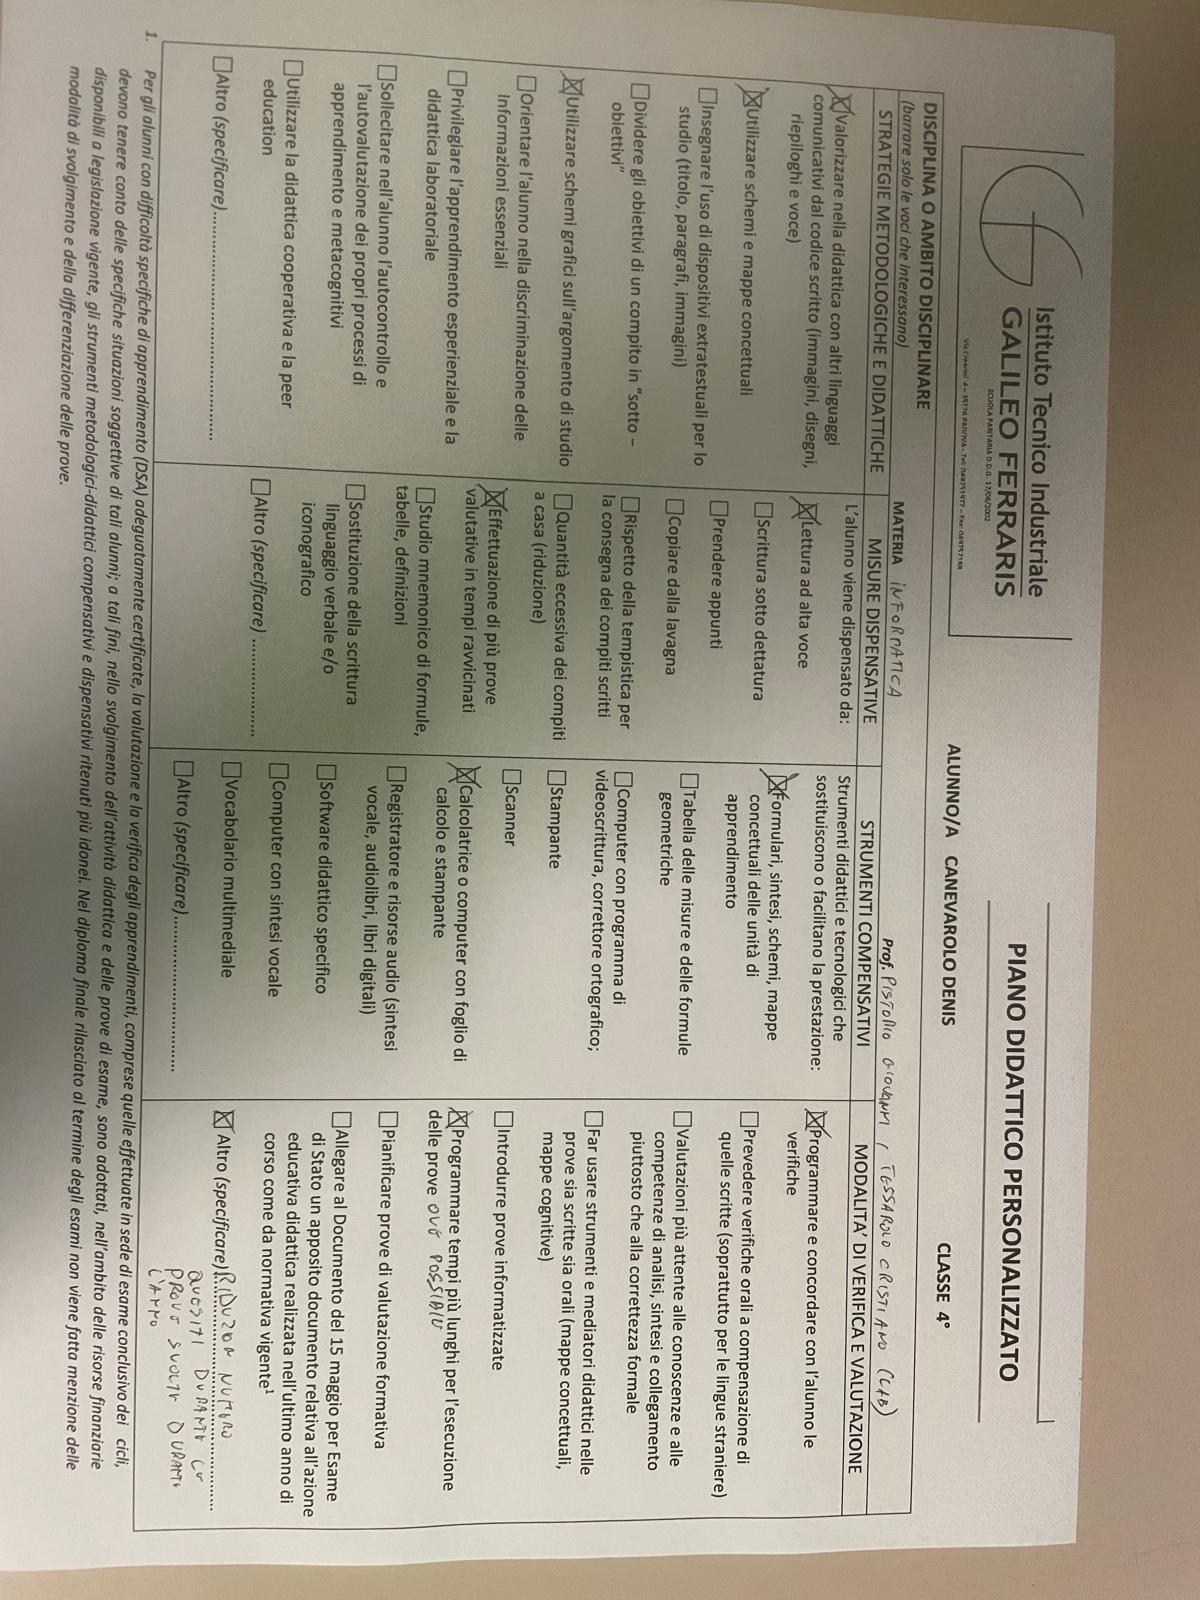 Istituto Tecnico Industriale
GALILEO FERRARIS
SCUOLA PARITARIA D.D.G. 17/08/2002
Via Cresini 4 – 35126 PADOVA - Tel: 049751977 – Fax: 049757188
PIANO DIDATTICO PERSONALIZZATO
ALUNNO/A CANEVAROLO DENIS
CLASSE 4°
DISCIPLINA O AMBITO DISCIPLINARE
(barrare solo le voci che interessano)
MATERIA INFORMATICA
Prof. PISTORIO GIOVANNI, TESSAROLO CRISTIANO (LAB)
STRATEGIE METODOLOGICHE E DIDATTICHE
Valorizzare nella didattica con altri linguaggi
comunicativi dal codice scritto (immagini, disegni,
riepiloghi e voce)
Utilizzare schemi e mappe concettuali
Insegnare l'uso di dispositivi extratestuali per lo
studio (titolo, paragrafi, immagini)
Dividere gli obiettivi di un compito in “sotto –
obiettivi”
Utilizzare schemi grafici sull'argomento di studio
Orientare l'alunno nella discriminazione delle
Informazioni essenziali
Privilegiare l'apprendimento esperienziale e la
didattica laboratoriale
Sollecitare nell'alunno l'autocontrollo e
l'autovalutazione dei propri processi di
apprendimento e metacognitivi
Utilizzare la didattica cooperativa e la peer
education
Altro (specificare)..............................................
MISURE DISPENSATIVE
L'alunno viene dispensato da:
Lettura ad alta voce
Scrittura sotto dettatura
Prendere appunti
Copiare dalla lavagna
Rispetto della tempistica per
la consegna dei compiti scritti
Quantità eccessiva dei compiti
a casa (riduzione)
Effettuazione di più prove
valutative in tempi ravvicinati
Studio mnemonico di formule,
tabelle, definizioni
Sostituzione della scrittura
linguaggio verbale e/o
iconografico
Altro (specificare) ....................
STRUMENTI COMPENSATIVI
Strumenti didattici e tecnologici che
sostituiscono o facilitano la prestazione:
Formulari, sintesi, schemi, mappe
concettuali delle unità di
apprendimento
Tabella delle misure e delle formule
geometriche
Computer con programma di
videoscrittura, correttore ortografico;
Stampante
Scanner
Calcolatrice o computer con foglio di
calcolo e stampante
Registratore e risorse audio (sintesi
vocale, audiolibri, libri digitali)
Software didattico specifico
Computer con sintesi vocale
Vocabolario multimediale
Altro (specificare)................................
MODALITA' DI VERIFICA E VALUTAZIONE
Programmare e concordare con l'alunno le
verifiche
Prevedere verifiche orali a compensazione di
quelle scritte (soprattutto per le lingue straniere)
Valutazioni più attente alle conoscenze e alle
competenze di analisi, sintesi e collegamento
piuttosto che alla correttezza formale
Far usare strumenti e mediatori didattici nelle
prove sia scritte sia orali (mappe concettuali,
mappe cognitive)
Introdurre prove informatizzate
Programmare tempi più lunghi per l'esecuzione
delle prove OVE POSSIBILE
Pianificare prove di valutazione formativa
Allegare al Documento del 15 maggio per Esame
di Stato un apposito documento relativa all'azione
educativa didattica realizzata nell'ultimo anno di
corso come da normativa vigente¹
Altro (specificare) RIDUZION NUMERO
QUESITI DURANTE LE
PROVE SVOLTE DURANTE
L'ANNO
1. Per gli alunni con difficoltà specifiche di apprendimento (DSA) adeguatamente certificate, la valutazione e la verifica degli apprendimenti, comprese quelle effettuate in sede di esame conclusivo dei cicli,
devono tenere conto delle specifiche situazioni soggettive di tali alunni; a tali fini, nello svolgimento dell'attività didattica e delle prove di esame, sono adottati, nell'ambito delle risorse finanziarie
disponibili a legislazione vigente, gli strumenti metodologici-didattici compensativi e dispensativi ritenuti più idonei. Nel diploma finale rilasciato al termine degli esami non viene fatta menzione delle
modalità di svolgimento e della differenziazione delle prove.